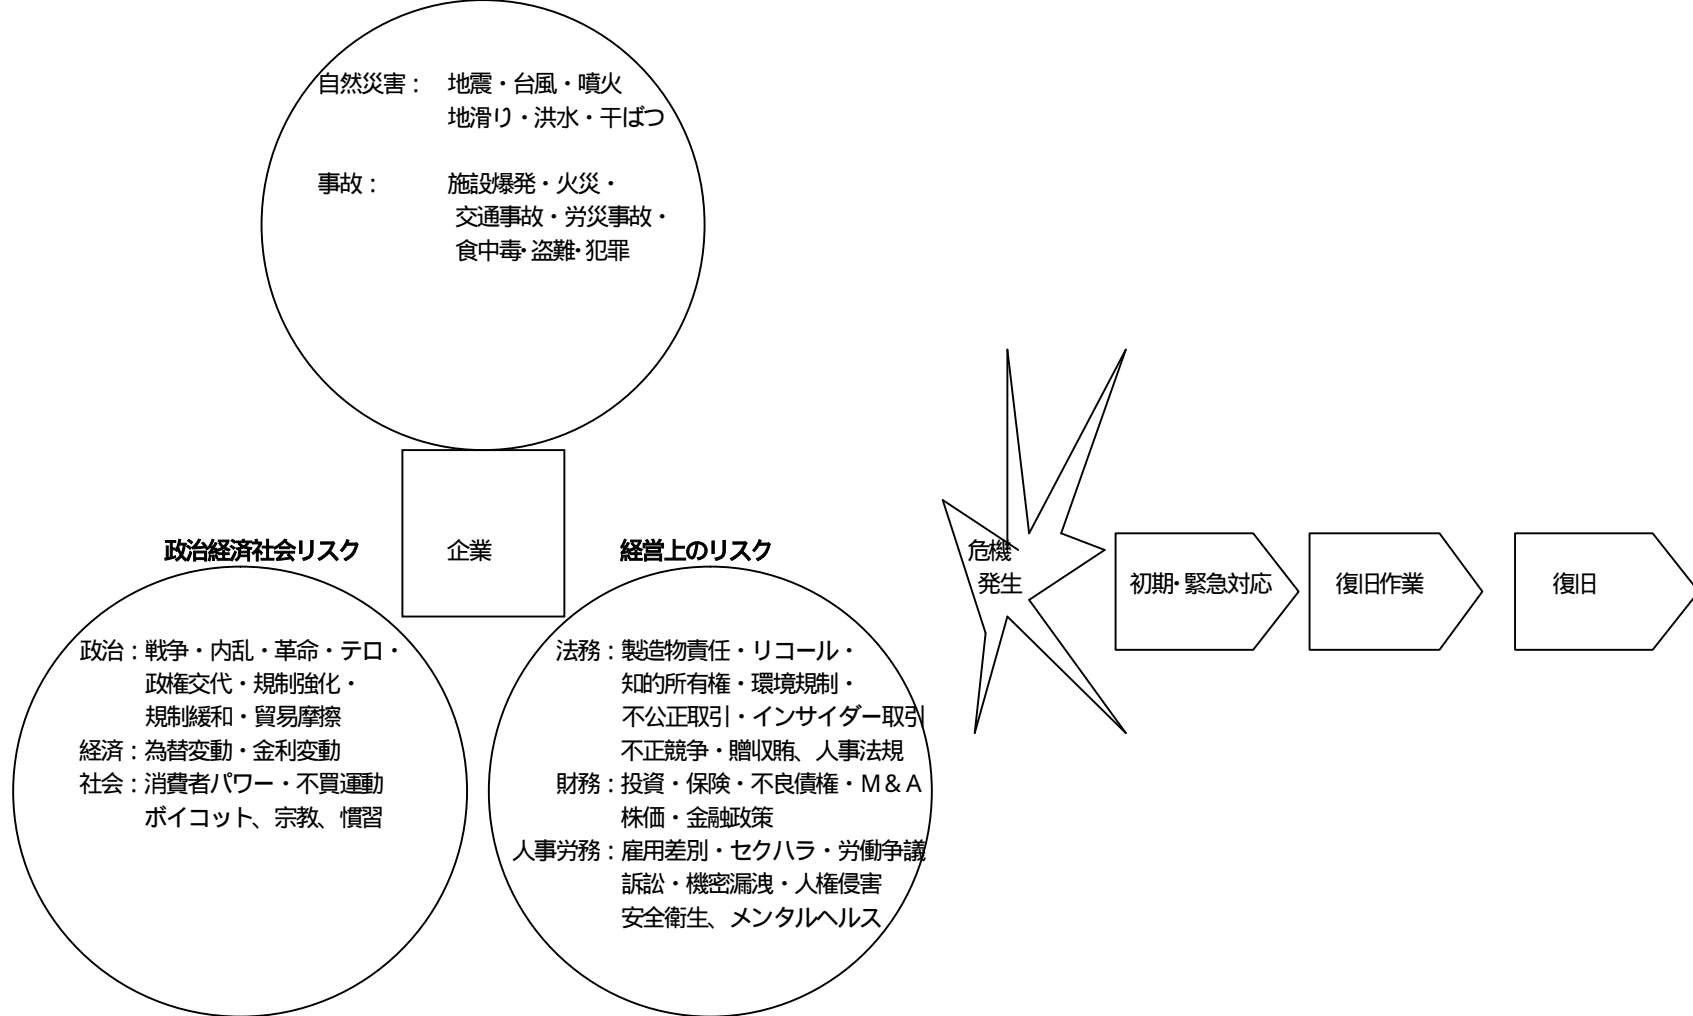 自然災害： 地震・台風・噴火
地滑り・洪水・干ばつ
事故： 施設爆発・火災・
交通事故・労災事故・
食中毒・盗難・犯罪
企業
政治経済社会リスク
政治：戦争・内乱・革命・テロ・
政権交代・規制強化・
規制緩和・貿易摩擦
経済：為替変動・金利変動
社会：消費者パワー・不買運動
ボイコット、宗教、慣習
経営上のリスク
法務：製造物責任・リコール・
知的所有権・環境規制・
不公正取引・インサイダー取引
不正競争・贈収賄、人事法規
財務：投資・保険・不良債権・Ｍ＆Ａ
株価・金融政策
人事労務：雇用差別・セクハラ・労働争議
訴訟・機密漏洩・人権侵害
安全衛生、メンタルヘルス
危機
発生
初期・緊急対応
復旧作業
復旧